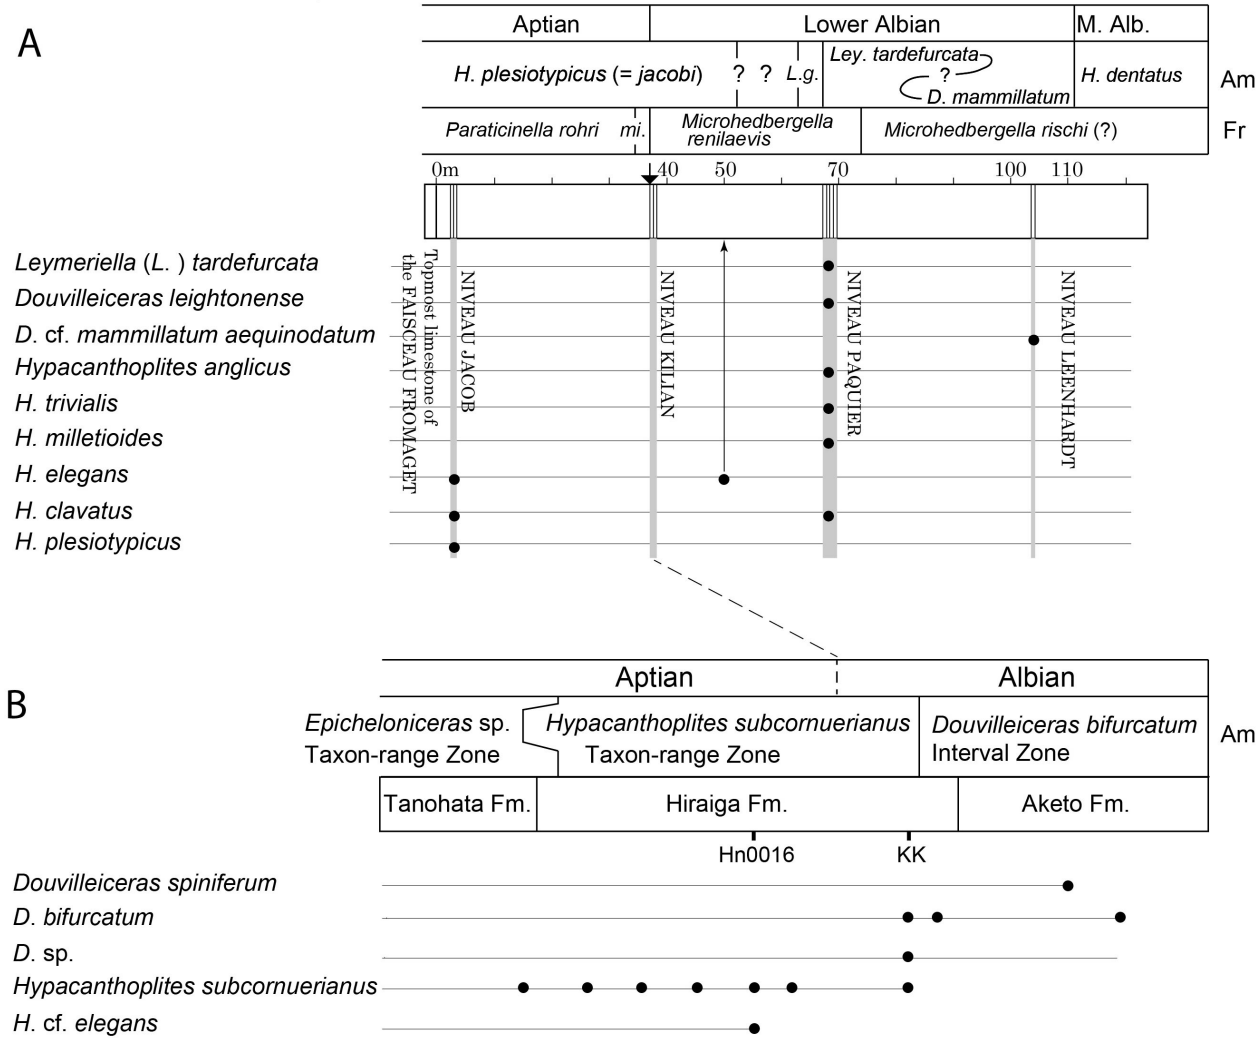 A
Aptian
Lower Albian
M. Alb.
H. plesiotypicus (= jacobi)
? ?
L.g.
Ley. tardefurcata
?
D. mammillatum
H. dentatus
Am
Paraticinella rohri
mi.
Microhedbergella
renilaevis
Microhedbergella rischi (?)
Fr
0m 40 50 70 100 110
Leymeriella (L. ) tardefurcata
Douvilleiceras leightonense
D. cf. mammillatum aequinodatum
Hypacanthoplites anglicus
H. trivialis
H. milletioides
H. elegans
H. clavatus
H. plesiotypicus
Topmost limestone of
the FAISCEAU FROMAGET
NIVEAU JACOB
NIVEAU KILIAN
NIVEAU PAQUIER
NIVEAU LEENHARDT
B
Aptian
Albian
Epicheloniceras sp.
Taxon-range Zone
Hypacanthoplites subcornuerianus
Taxon-range Zone
Douvilleiceras bifurcatum
Interval Zone
Am
Tanohata Fm.
Hiraiga Fm.
Aketo Fm.
Hn0016
KK
Douvilleiceras spiniferum
D. bifurcatum
D. sp.
Hypacanthoplites subcornuerianus
H. cf. elegans